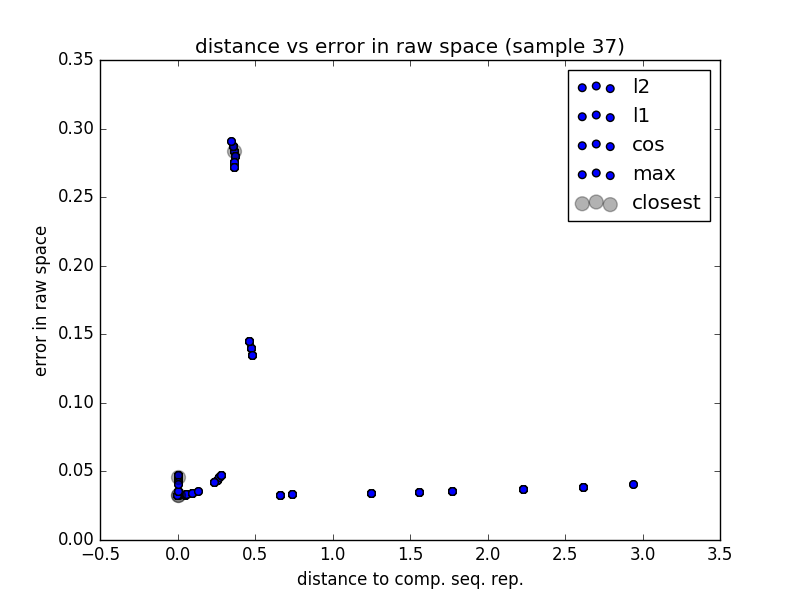 distance vs error in raw space (sample 37)
0.35
0.30
0.25
0.20
0.15
0.10
0.05
0.00
error in raw space
l2
l1
cos
max
closest
−0.5 0.0 0.5 1.0 1.5 2.0 2.5 3.0 3.5
distance to comp. seq. rep.